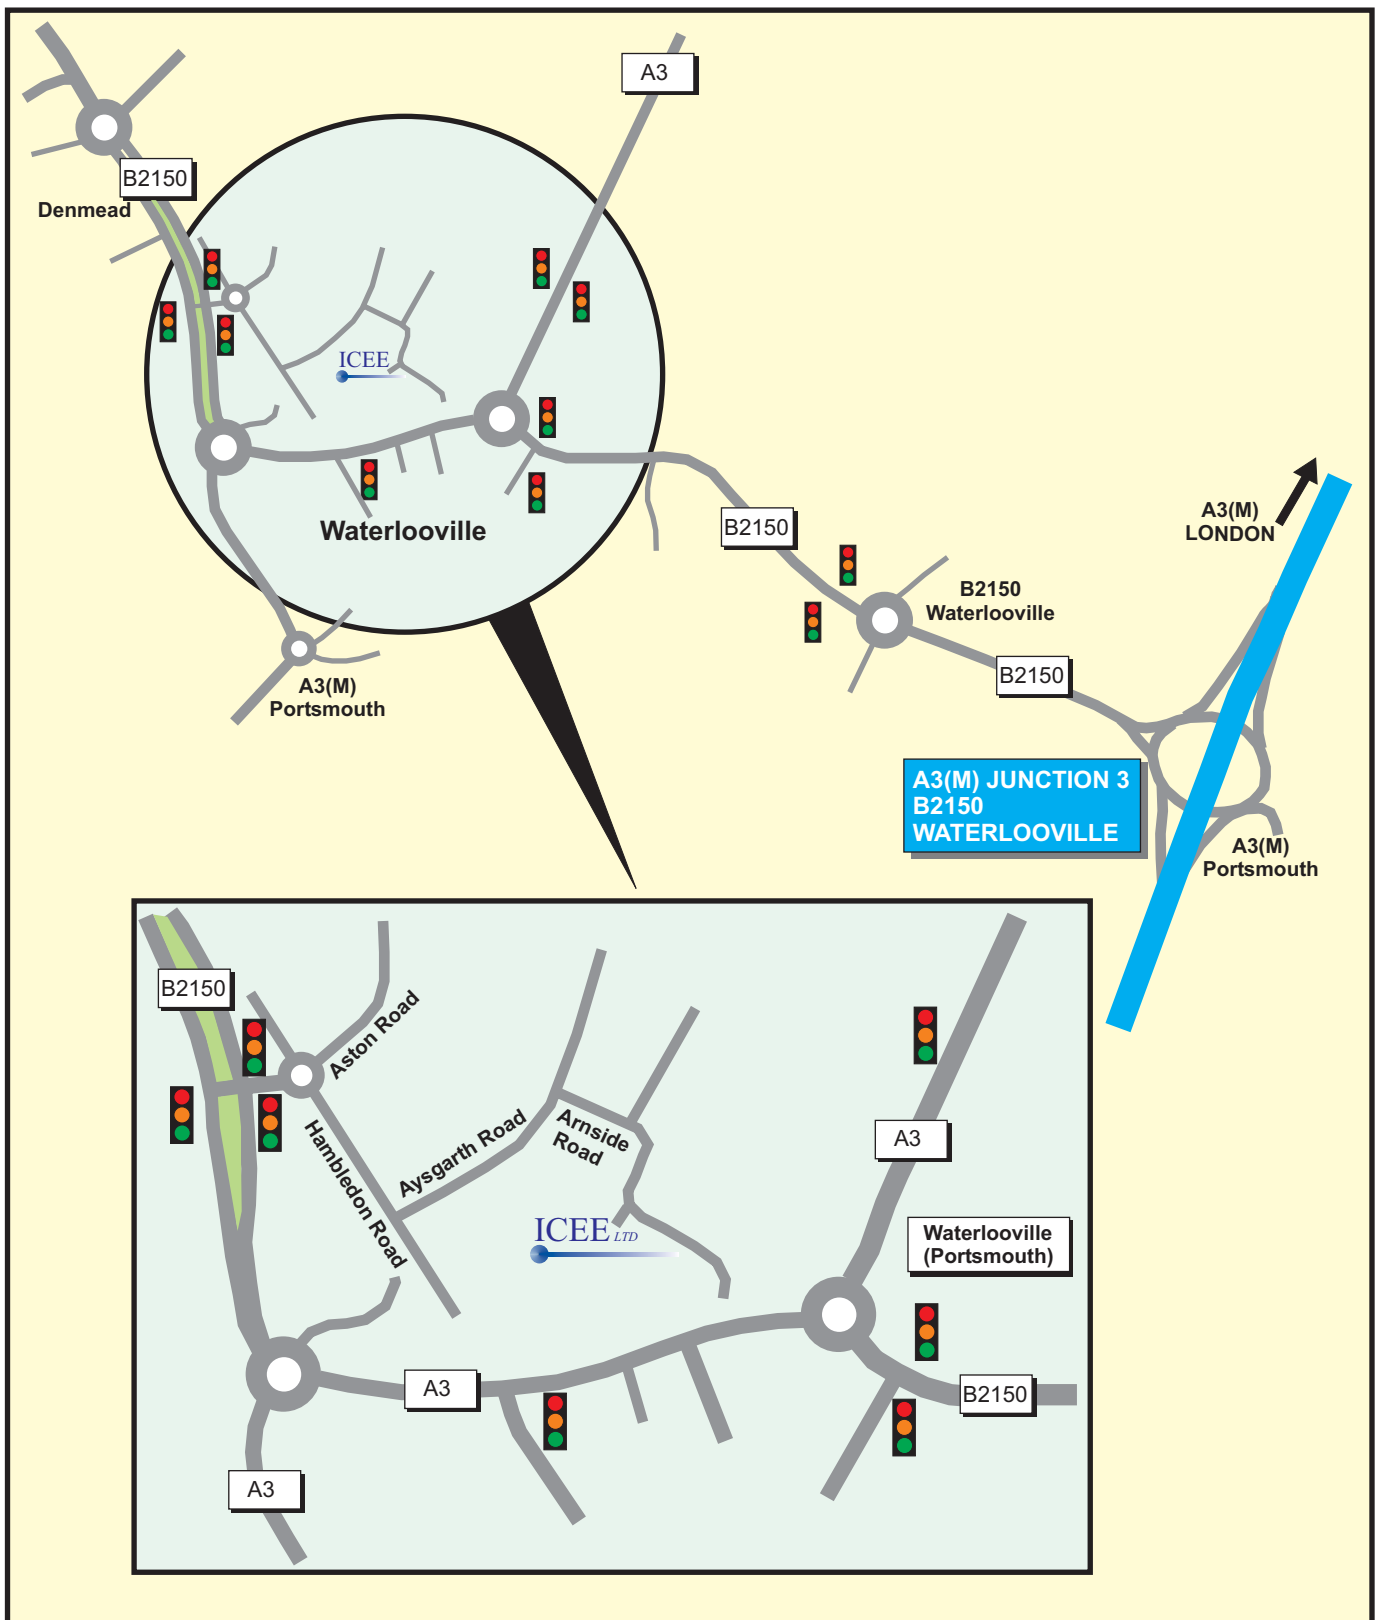 A3
B2150
Denmead
ICEE
Waterlooville
B2150
A3(M)
LONDON
B2150
Waterlooville
B2150
A3(M)
Portsmouth
A3(M) JUNCTION 3
B2150
WATERLOOVILLE
A3(M)
Portsmouth
B2150
Aston Road
Hambledon Road
Aysgarth Road
Arnside
Road
A3
ICEE LTD
Waterlooville
(Portsmouth)
A3
B2150
A3